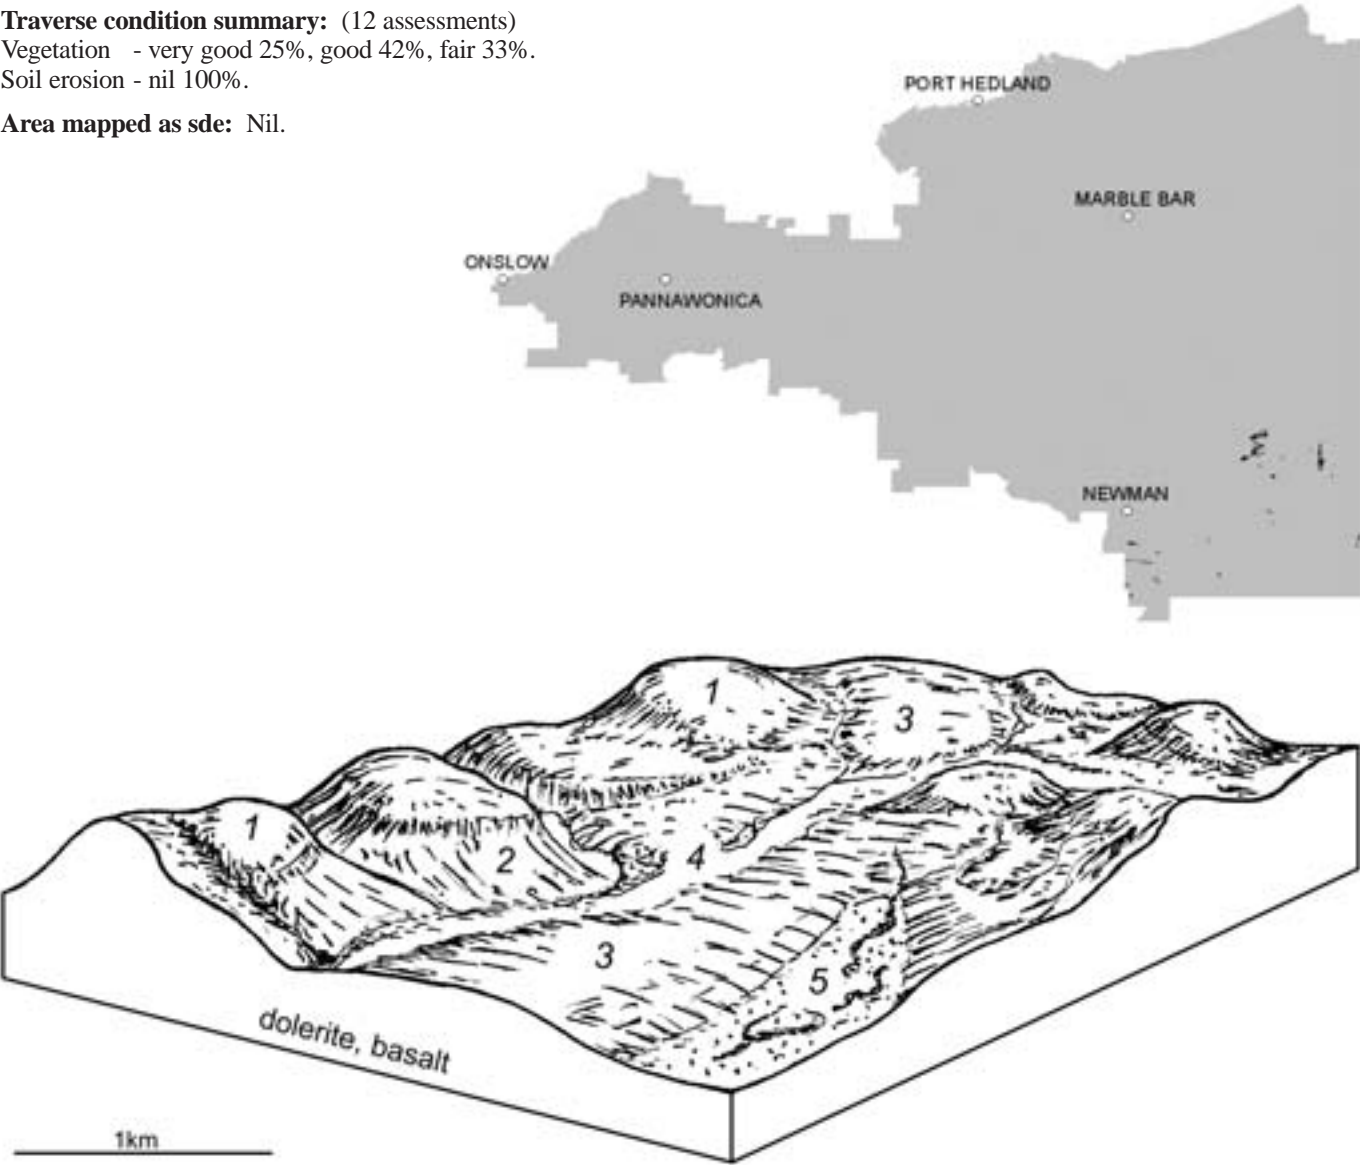 Traverse condition summary: (12 assessments)
Vegetation - very good 25%, good 42%, fair 33%.
Soil erosion - nil 100%.
Area mapped as sde: Nil.
PORT HEDLAND
MARBLE BAR
ONSLOW
PANNAWONICA
NEWMAN
1
3
1
2
4
3
5
dolerite, basalt
1km